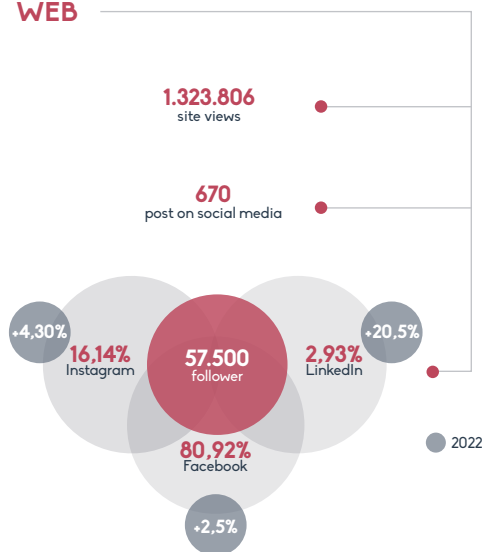 WEB
1.323.806
site views
670
post on social media
+4,30%
+20,5%
16,14%
Instagram
57.500
follower
2,93%
LinkedIn
80,92%
Facebook
2022
+2,5%